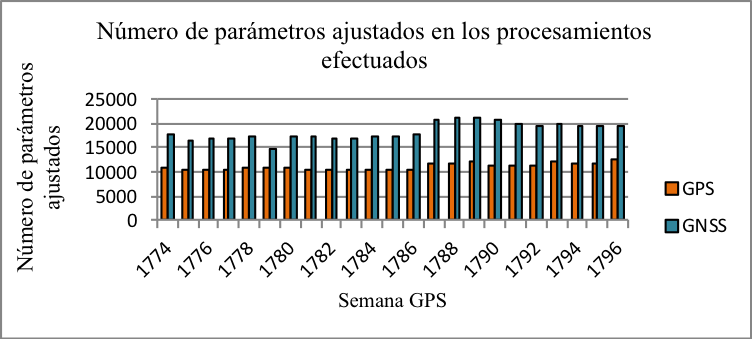 Número de parámetros ajustados en los procesamientos
efectuados
Número de parámetros
ajustados
25000
20000
15000
10000
5000
0
1774
1776
1778
1780
1782
1784
1786
1788
1790
1792
1794
1796
Semana GPS
GPS
GNSS